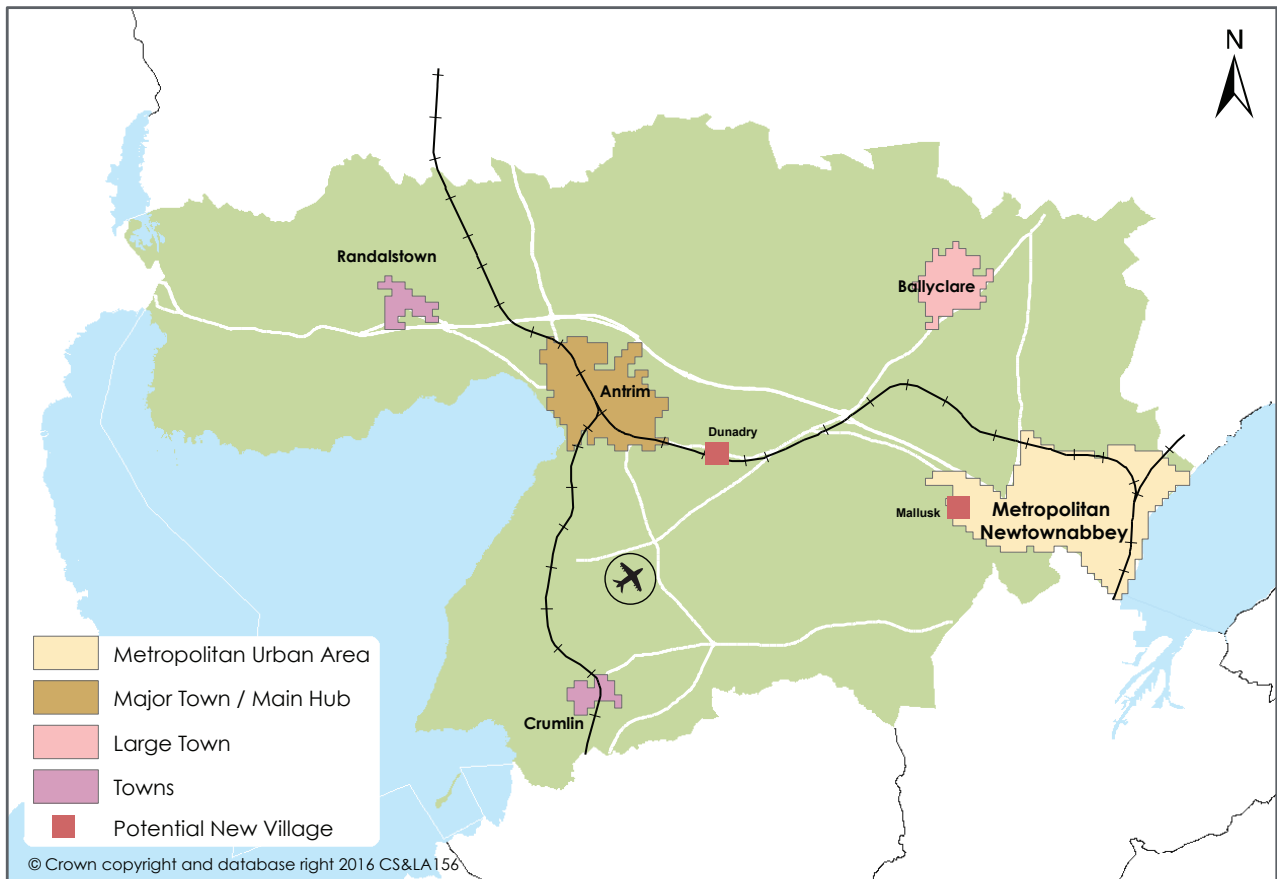 N
Randalstown
Ballyclare
Antrim
Dunadry
Mallusk
Metropolitan
Newtownabbey
Crumlin
Metropolitan Urban Area
Major Town / Main Hub
Large Town
Towns
Potential New Village
© Crown copyright and database right 2016 CS&LA156